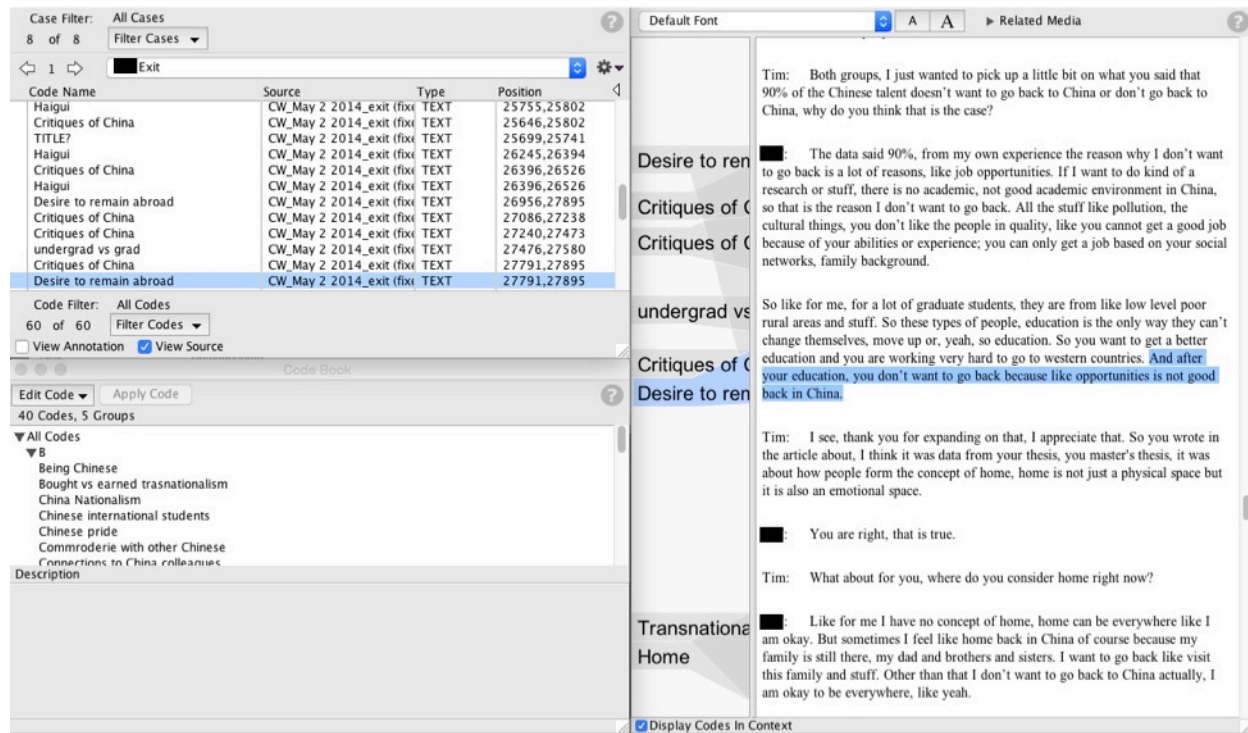 Case Filter: All Cases
8 of 8 Filter Cases
1 Exit
Code Name Source Type Position
Haigui CW_May 2 2014_exit (fixe TEXT 25755,25802
Critiques of China CW_May 2 2014_exit (fixe TEXT 25646,25802
TITLE? CW_May 2 2014_exit (fixe TEXT 25699,25741
Haigui CW_May 2 2014_exit (fixe TEXT 26245,26394
Critiques of China CW_May 2 2014_exit (fixe TEXT 26396,26526
Haigui CW_May 2 2014_exit (fixe TEXT 26396,26526
Desire to remain abroad CW_May 2 2014_exit (fixe TEXT 26956,27895
Critiques of China CW_May 2 2014_exit (fixe TEXT 27086,27238
Critiques of China CW_May 2 2014_exit (fixe TEXT 27240,27473
undergrad vs grad CW_May 2 2014_exit (fixe TEXT 27476,27580
Critiques of China CW_May 2 2014_exit (fixe TEXT 27791,27895
Desire to remain abroad CW_May 2 2014_exit (fixe TEXT 27791,27895
Code Filter: All Codes
60 of 60 Filter Codes
View Annotation View Source
Code Book
Edit Code Apply Code
40 Codes, 5 Groups
All Codes
B
Being Chinese
Bought vs earned trasnationalism
China Nationalism
Chinese international students
Chinese pride
Commroderie with other Chinese
Connections to China colleagues
Description
Default Font A A Related Media
Desire to ren
Critiques of C
Critiques of C
undergrad vs
Critiques of C
Desire to ren
Transnationa
Home
Tim: Both groups, I just wanted to pick up a little bit on what you said that
90% of the Chinese talent doesn't want to go back to China or don't go back to
China, why do you think that is the case?
: The data said 90%, from my own experience the reason why I don't want
to go back is a lot of reasons, like job opportunities. If I want to do kind of a
research or stuff, there is no academic, not good academic environment in China,
so that is the reason I don't want to go back. All the stuff like pollution, the
cultural things, you don't like the people in quality, like you cannot get a good job
because of your abilities or experience; you can only get a job based on your social
networks, family background.
So like for me, for a lot of graduate students, they are from like low level poor
rural areas and stuff. So these types of people, education is the only way they can't
change themselves, move up or, yeah, so education. So you want to get a better
education and you are working very hard to go to western countries. And after
your education, you don't want to go back because like opportunities is not good
back in China.
Tim: I see, thank you for expanding on that, I appreciate that. So you wrote in
the article about, I think it was data from your thesis, you master's thesis, it was
about how people form the concept of home, home is not just a physical space but
it is also an emotional space.
: You are right, that is true.
Tim: What about for you, where do you consider home right now?
: Like for me I have no concept of home, home can be everywhere like I
am okay. But sometimes I feel like home back in China of course because my
family is still there, my dad and brothers and sisters. I want to go back like visit
this family and stuff. Other than that I don't want to go back to China actually, I
am okay to be everywhere, like yeah.
Display Codes In Context